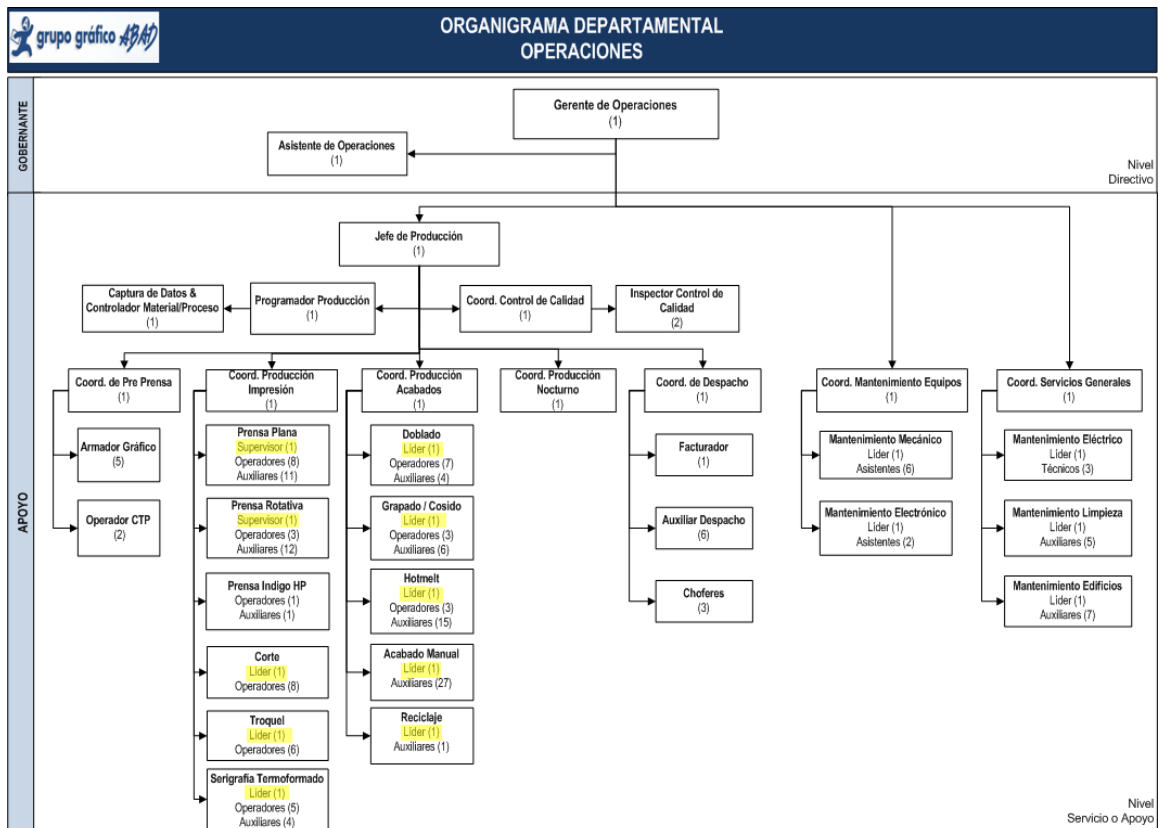 grupo gráfico ABAD
ORGANIGRAMA DEPARTAMENTAL
OPERACIONES
GOBERNANTE
Gerente de Operaciones
(1)
Asistente de Operaciones
(1)
Nivel
Directivo
APOYO
Jefe de Producción
(1)
Captura de Datos &
Controlador Material/Proceso
(1)
Programador Producción
(1)
Coord. Control de Calidad
(1)
Inspector Control de
Calidad
(2)
Coord. de Pre Prensa
(1)
Armador Gráfico
(5)
Operador CTP
(2)
Coord. Producción
Impresión
(1)
Prensa Plana
Supervisor (1)
Operadores (8)
Auxiliares (11)
Prensa Rotativa
Supervisor (1)
Operadores (3)
Auxiliares (12)
Prensa Indigo HP
Operadores (1)
Auxiliares (1)
Corte
Líder (1)
Operadores (8)
Troquel
Líder (1)
Operadores (6)
Serigrafía Termoformado
Líder (1)
Operadores (5)
Auxiliares (4)
Coord. Producción
Acabados
(1)
Doblado
Líder (1)
Operadores (7)
Auxiliares (4)
Grapado / Cosido
Líder (1)
Operadores (3)
Auxiliares (6)
Hotmelt
Líder (1)
Operadores (3)
Auxiliares (15)
Acabado Manual
Líder (1)
Auxiliares (27)
Reciclaje
Líder (1)
Auxiliares (1)
Coord. Producción
Nocturno
(1)
Coord. de Despacho
(1)
Facturador
(1)
Auxiliar Despacho
(6)
Choferes
(3)
Coord. Mantenimiento Equipos
(1)
Mantenimiento Mecánico
Líder (1)
Asistentes (6)
Mantenimiento Electrónico
Líder (1)
Asistentes (2)
Coord. Servicios Generales
(1)
Mantenimiento Eléctrico
Líder (1)
Técnicos (3)
Mantenimiento Limpieza
Líder (1)
Auxiliares (5)
Mantenimiento Edificios
Líder (1)
Auxiliares (7)
Nivel
Servicio o Apoyo